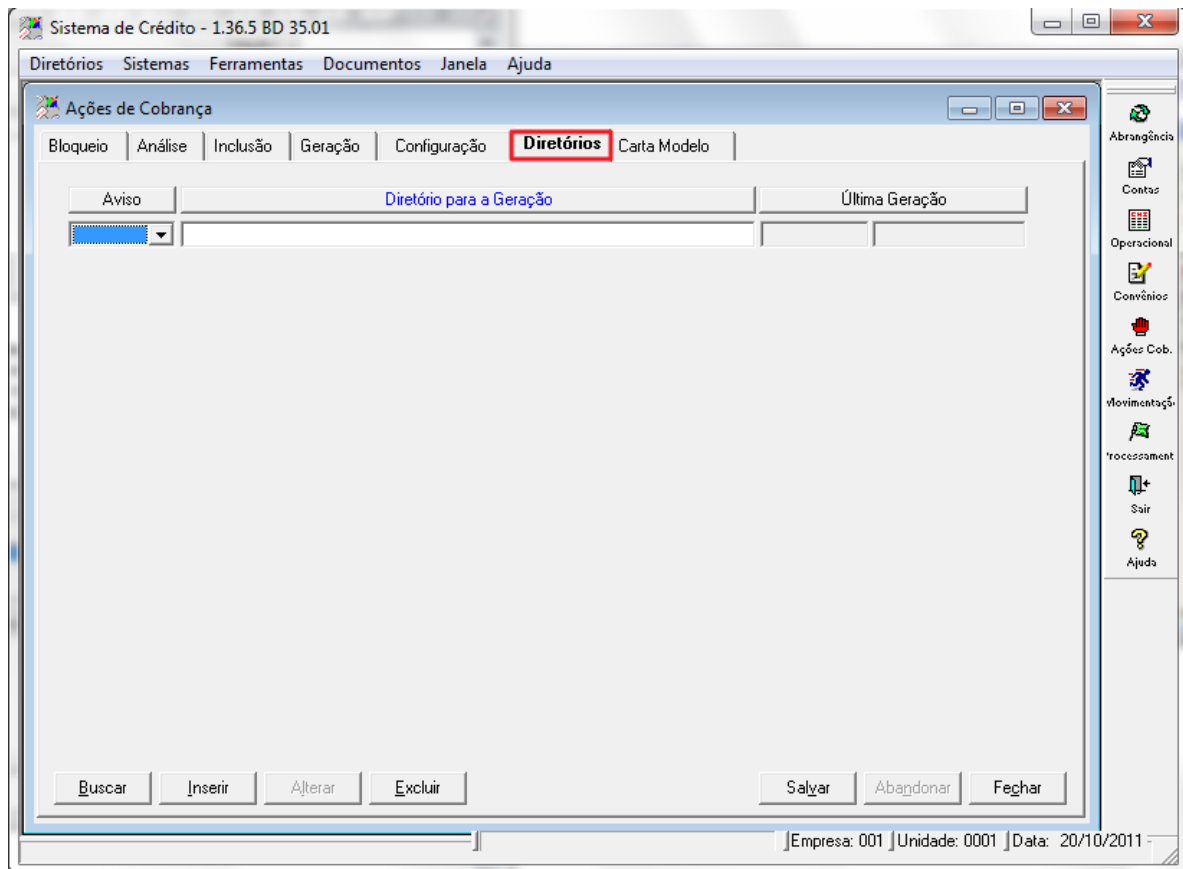 Sistema de Crédito - 1.36.5 BD 35.01
Diretórios Sistemas Ferramentas Documentos Janela Ajuda
Ações de Cobrança
Bloqueio Análise Inclusão Geração Configuração Diretórios Carta Modelo
Aviso Diretório para a Geração Última Geração
Abrangência
Contas
Operacional
Convênios
Ações Cob.
Movimentaçã
rocessament
Sair
Ajuda
Buscar Inserir Alterar Excluir Salvar Abandonar Fechar
Empresa: 001 Unidade: 0001 Data: 20/10/2011 -